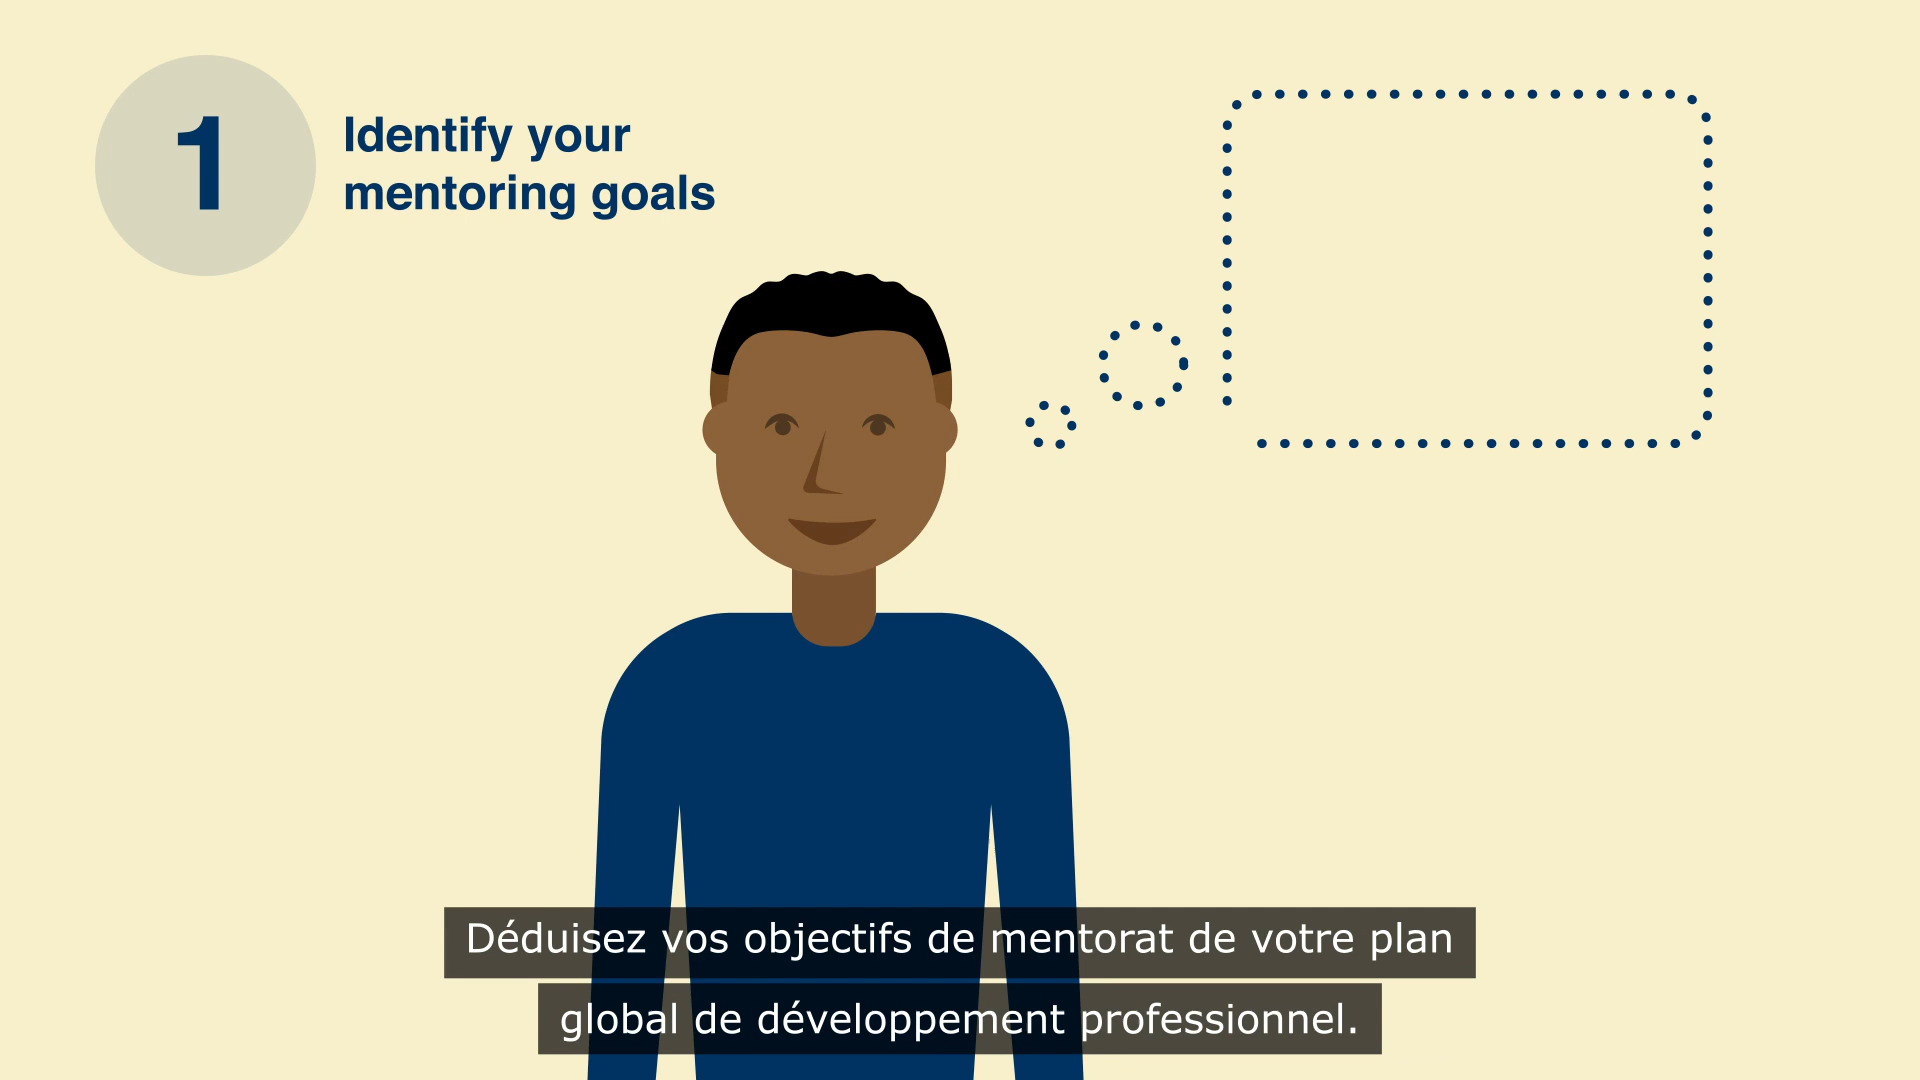 1
Identify your
mentoring goals
Déduisez vos objectifs de mentorat de votre plan
global de développement professionnel.